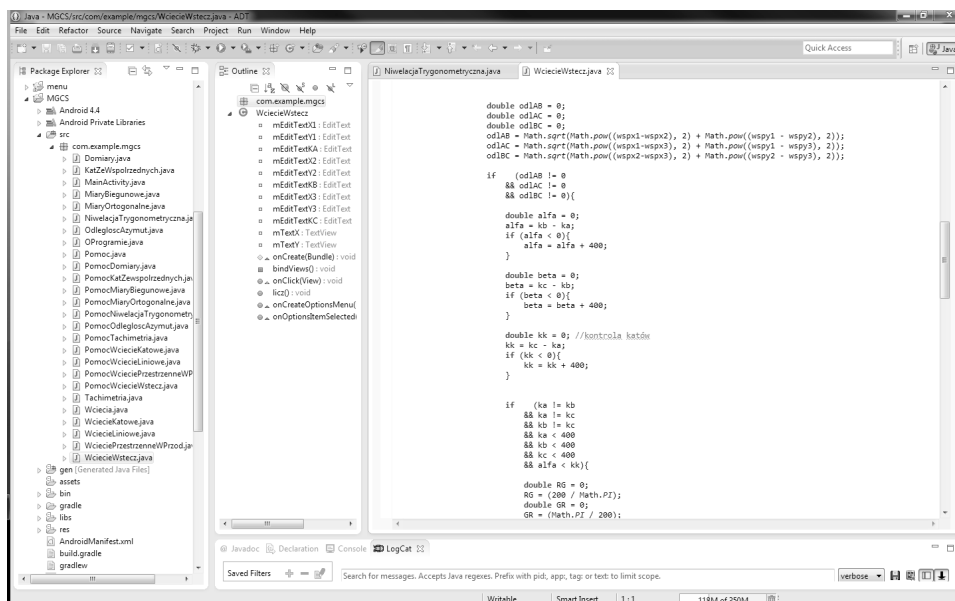 Java - MGCS/src/com/example/mgcs/WciecieWstecz.java - ADT
File Edit Refactor Source Navigate Search Project Run Window Help
Quick Access
Java
Package Explorer
menu
MGCS
Android 4.4
Android Private Libraries
src
com.example.mgcs
Domiary.java
KatZeWspolrzednych.java
MainActivity.java
MiaryBiegunowe.java
MiaryOrtogonalne.java
NiwelacjaTrygonometryczna.ja
OdlegloscAzymut.java
OProgramie.java
Pomoc.java
PomocDomiary.java
PomocKatZewspolrzednych.jav
PomocMiaryBiegunowe.java
PomocMiaryOrtogonalne.java
PomocNiwelacjaTrygonometry
PomocOdlegloscAzymut.java
PomocTachimetria.java
PomocWciecieKatowe.java
PomocWciecieLiniowe.java
PomocWcieciePrzestrzenneWP
PomocWciecieWstecz.java
Tachimetria.java
Wciecia.java
WciecieKatowe.java
WciecieLiniowe.java
WcieciePrzestrzenneWPrzod.jav
WciecieWstecz.java
gen [Generated Java Files]
assets
bin
gradle
libs
res
AndroidManifest.xml
build.gradle
gradlew
Outline
com.example.mgcs
WciecieWstecz
mEditTextX1 : EditText
mEditTextY1 : EditText
mEditTextKA : EditText
mEditTextX2 : EditText
mEditTextY2 : EditText
mEditTextKB : EditText
mEditTextX3 : EditText
mEditTextY3 : EditText
mEditTextKC : EditText
mTextX : TextView
mTextY : TextView
onCreate(Bundle) : void
bindViews() : void
onClick(View) : void
licz() : void
onCreateOptionsMenu(
onOptionsItemSelected(
NiwelacjaTrygonometryczna.java
WciecieWstecz.java
double odlAB = 0;
double odlAC = 0;
double odlBC = 0;
odlAB = Math.sqrt(Math.pow((wspx1-wspx2), 2) + Math.pow((wspy1 - wspy2), 2));
odlAC = Math.sqrt(Math.pow((wspx1-wspx3), 2) + Math.pow((wspy1 - wspy3), 2));
odlBC = Math.sqrt(Math.pow((wspx2-wspx3), 2) + Math.pow((wspy2 - wspy3), 2));
if (odlAB != 0
&& odlAC != 0
&& odlBC != 0){
double alfa = 0;
alfa = kb - ka;
if (alfa < 0){
alfa = alfa + 400;
}
double beta = 0;
beta = kc - kb;
if (beta < 0){
beta = beta + 400;
}
double kk = 0; //kontrola katów
kk = kc - ka;
if (kk < 0){
kk = kk + 400;
}
if (ka != kb
&& ka != kc
&& kb != kc
&& ka < 400
&& kb < 400
&& kc < 400
&& alfa < kk){
double RG = 0;
RG = (200 / Math.PI);
double GR = 0;
GR = (Math.PI / 200);
Javadoc Declaration Console LogCat
Saved Filters
Search for messages. Accepts Java regexes. Prefix with pid:, app:, tag: or text: to limit scope.
verbose
Writable Smart Insert 1 : 1 118M of 250M